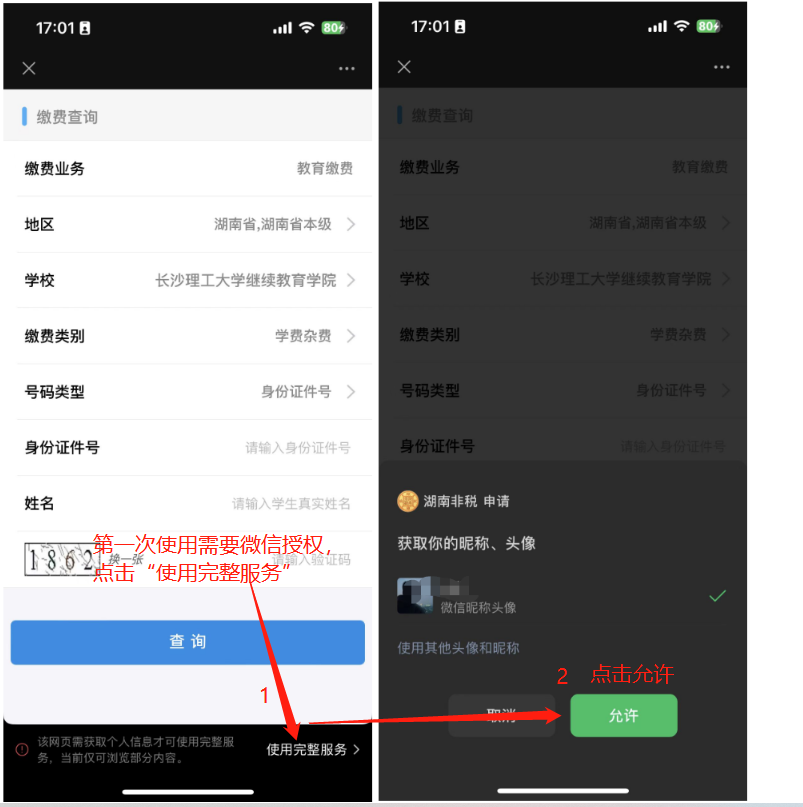 17:01
80
缴费查询
缴费业务 教育缴费
地区 湖南省,湖南省本级
学校 长沙理工大学继续教育学院
缴费类别 学费杂费
号码类型 身份证件号
身份证件号 请输入身份证件号
姓名 请输入学生真实姓名
第一次使用需要微信授权，
1862 换一张 请输入验证码
点击“使用完整服务”
查 询
1
该网页需获取个人信息才可使用完整服
务，当前仅可浏览部分内容。
使用完整服务
17:01
80
缴费查询
缴费业务 教育缴费
地区 湖南省,湖南省本级
学校 长沙理工大学继续教育学院
缴费类别 学费杂费
号码类型 身份证件号
身份证件号 请输入身份证件号
湖南非税 申请
获取你的昵称、头像
微信昵称头像
使用其他头像和昵称
2 点击允许
取消 允许